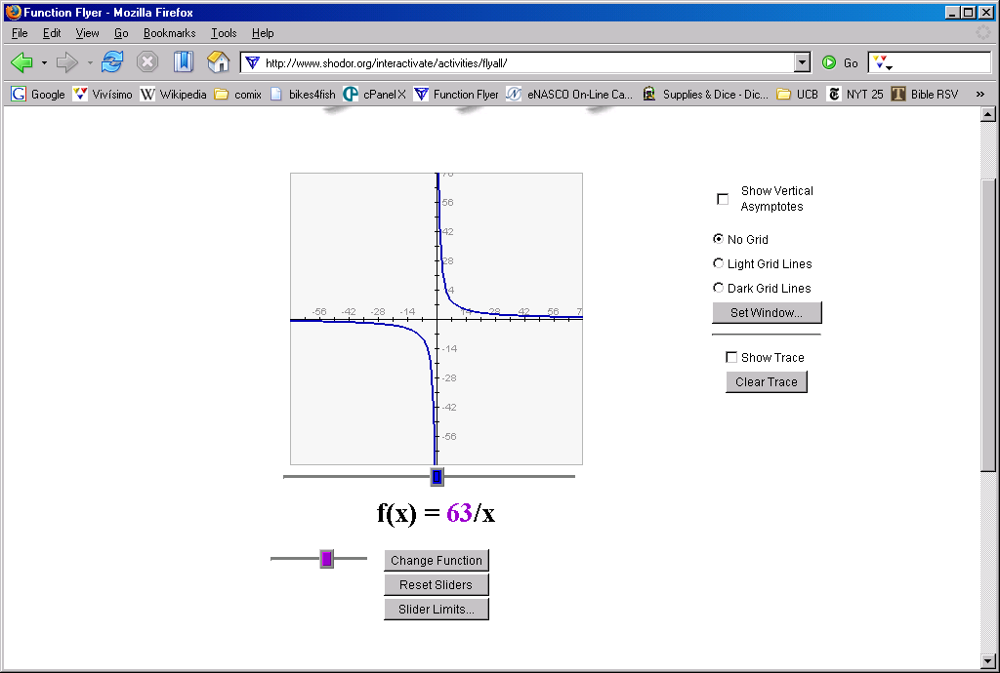 Function Flyer - Mozilla Firefox
File Edit View Go Bookmarks Tools Help
http://www.shodor.org/interactivate/activities/flyall/ Go
Google Vivísimo Wikipedia comix bikes4fish cPanel X Function Flyer eNASCO On-Line Ca... Supplies & Dice - Dic... UCB NYT 25 Bible RSV »
70
56
42
28
-56 -42 -28 -14 14 28 42 56 7
-14
-28
-42
-56
Show Vertical
Asymptotes
No Grid
Light Grid Lines
Dark Grid Lines
Set Window...
Show Trace
Clear Trace
f(x) = 63/x
Change Function
Reset Sliders
Slider Limits...